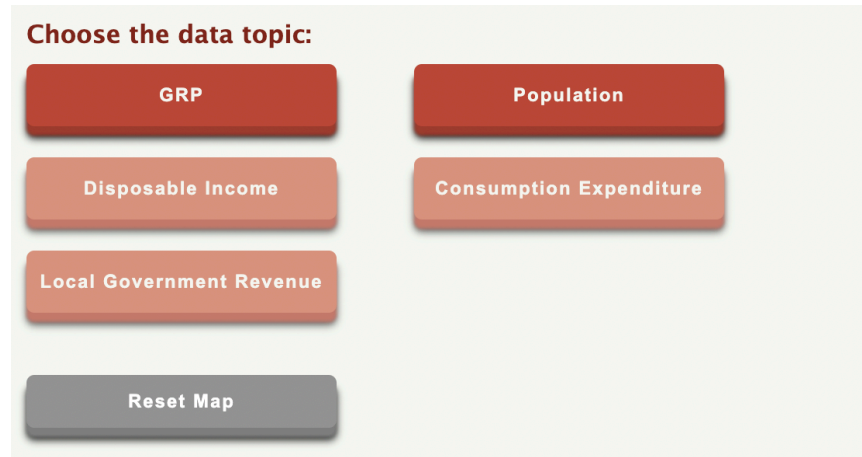 Choose the data topic:
GRP
Population
Disposable Income
Consumption Expenditure
Local Government Revenue
Reset Map